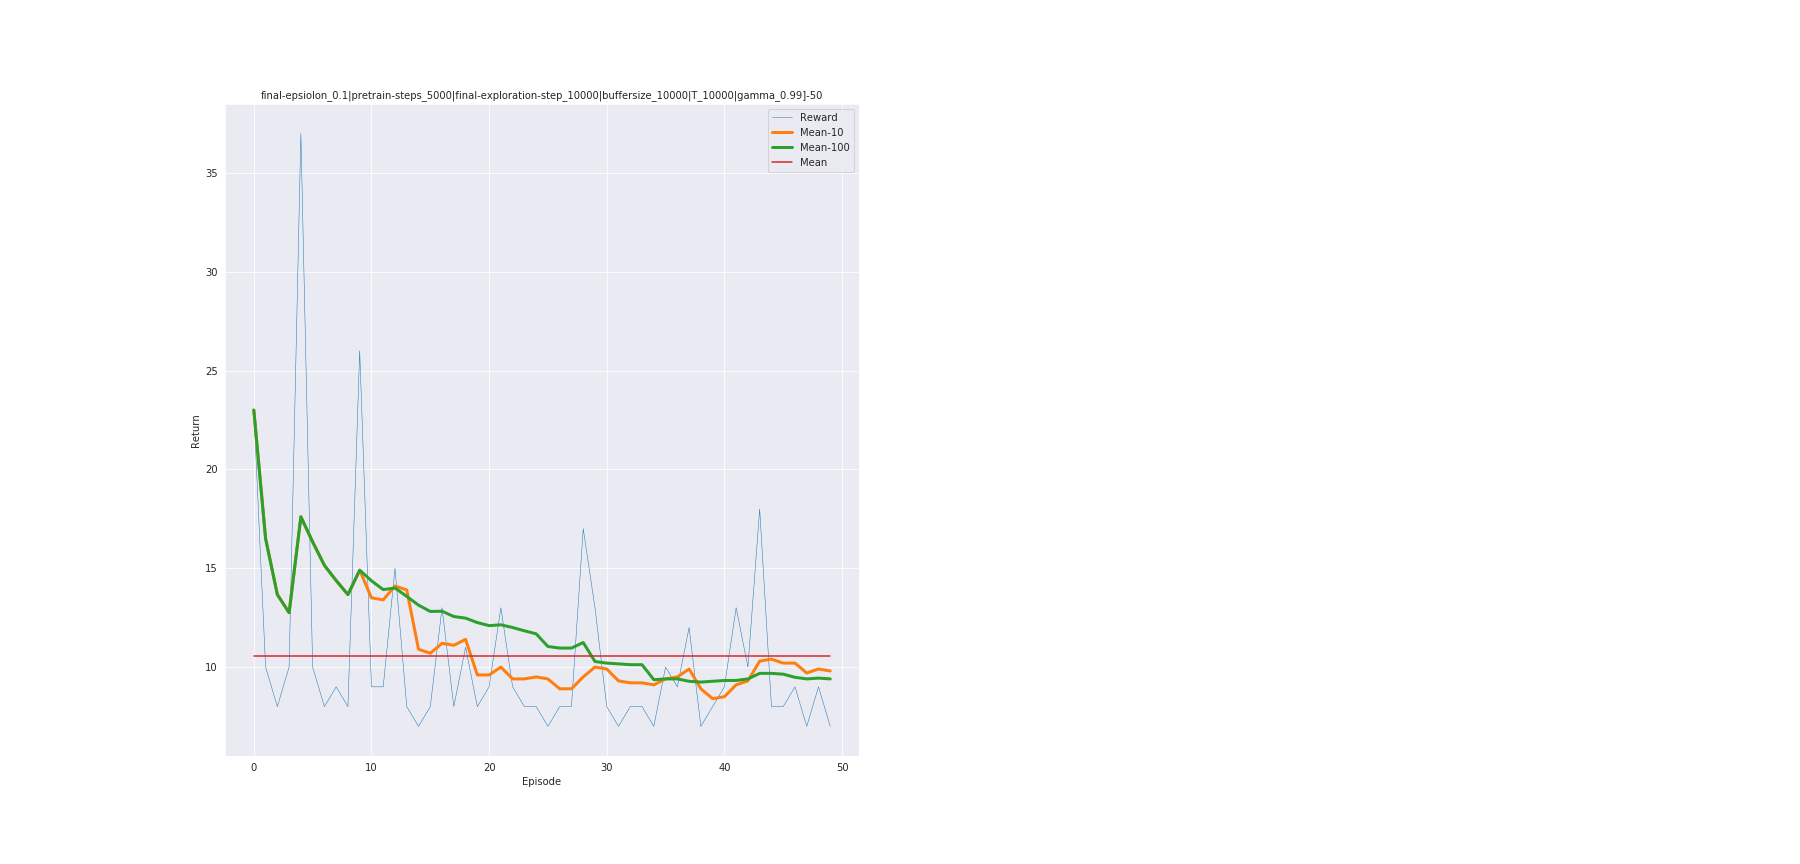 final-epsiolon_0.1|pretrain-steps_5000|final-exploration-step_10000|buffersize_10000|T_10000|gamma_0.99]-50
Reward
Mean-10
Mean-100
Mean
35
30
25
20
15
10
Return
0 10 20 30 40 50
Episode